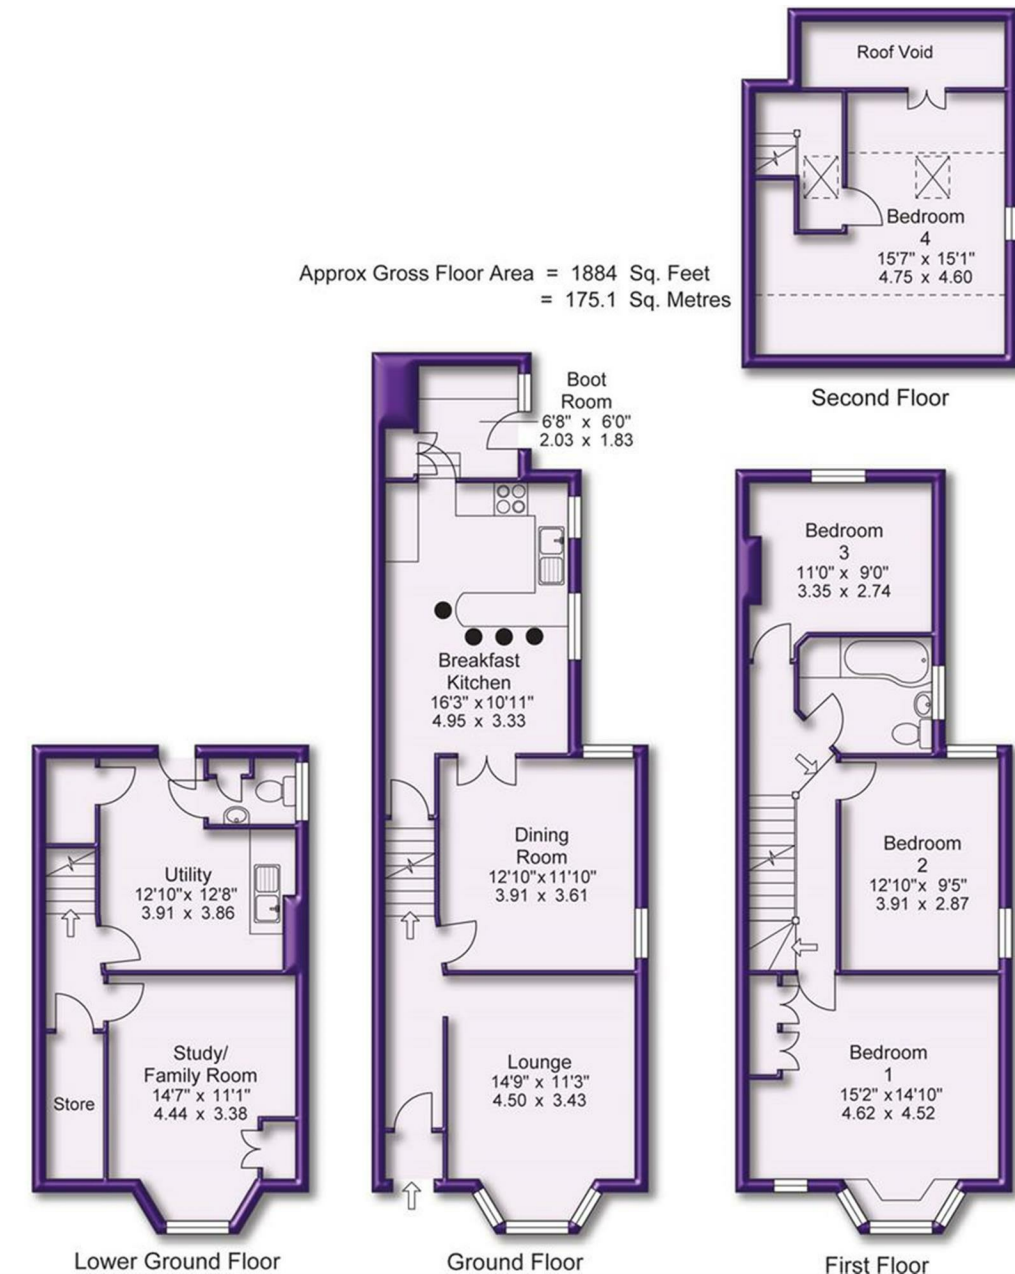 Roof Void
Bedroom
4
15'7" x 15'1"
4.75 x 4.60
Second Floor
Approx Gross Floor Area = 1884 Sq. Feet
= 175.1 Sq. Metres
Boot
Room
6'8" x 6'0"
2.03 x 1.83
Breakfast
Kitchen
16'3" x 10'11"
4.95 x 3.33
Dining
Room
12'10" x 11'10"
3.91 x 3.61
Lounge
14'9" x 11'3"
4.50 x 3.43
Ground Floor
Utility
12'10" x 12'8"
3.91 x 3.86
Study/
Family Room
14'7" x 11'1"
4.44 x 3.38
Store
Lower Ground Floor
Bedroom
3
11'0" x 9'0"
3.35 x 2.74
Bedroom
2
12'10" x 9'5"
3.91 x 2.87
Bedroom
1
15'2" x 14'10"
4.62 x 4.52
First Floor